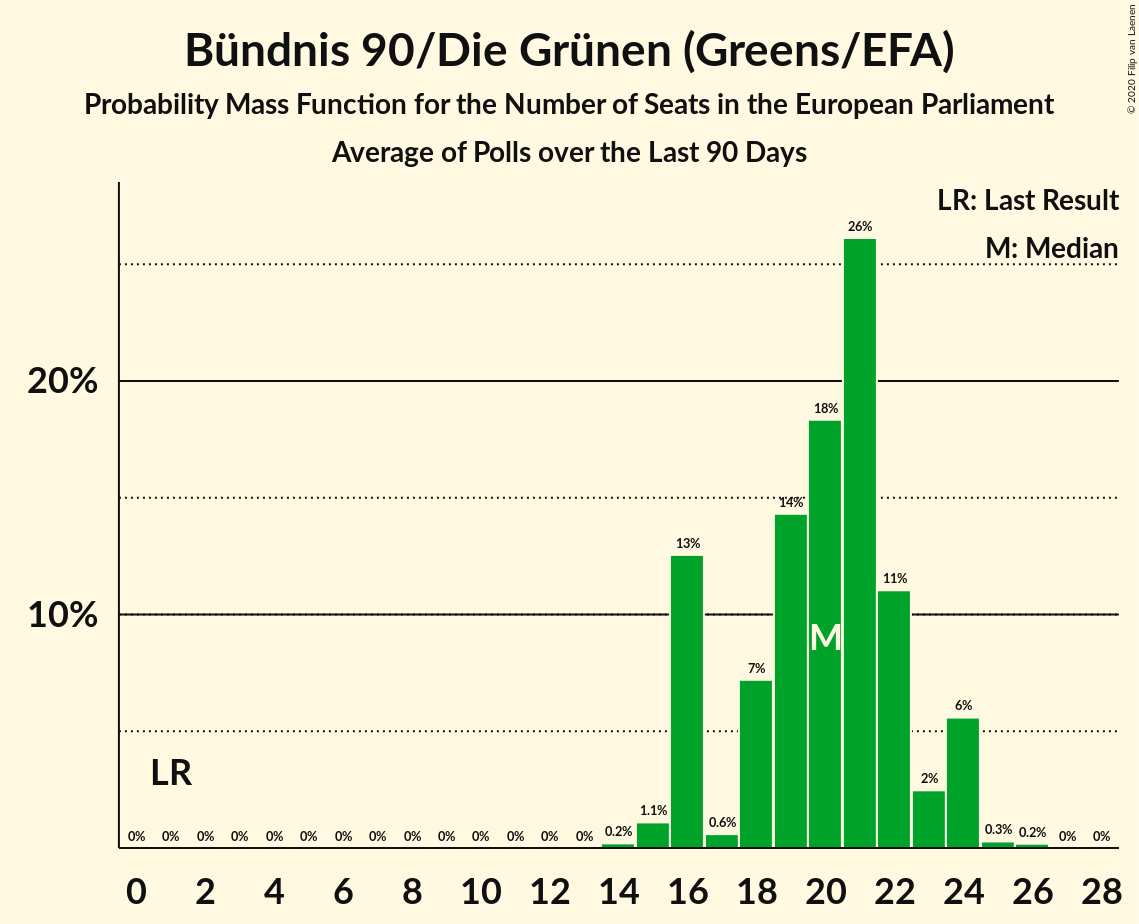 Bündnis 90/Die Grünen (Greens/EFA)
Probability Mass Function for the Number of Seats in the European Parliament
Average of Polls over the Last 90 Days
© 2020 Filip van Laenen
LR: Last Result
M: Median
26%
20%
18%
14%
13%
11%
10%
M
7%
6%
LR
2%
1.1%
0% 0% 0% 0% 0% 0% 0% 0% 0% 0% 0% 0% 0% 0% 0.2% 0.6% 0.3% 0.2% 0% 0%
0 2 4 6 8 10 12 14 16 18 20 22 24 26 28